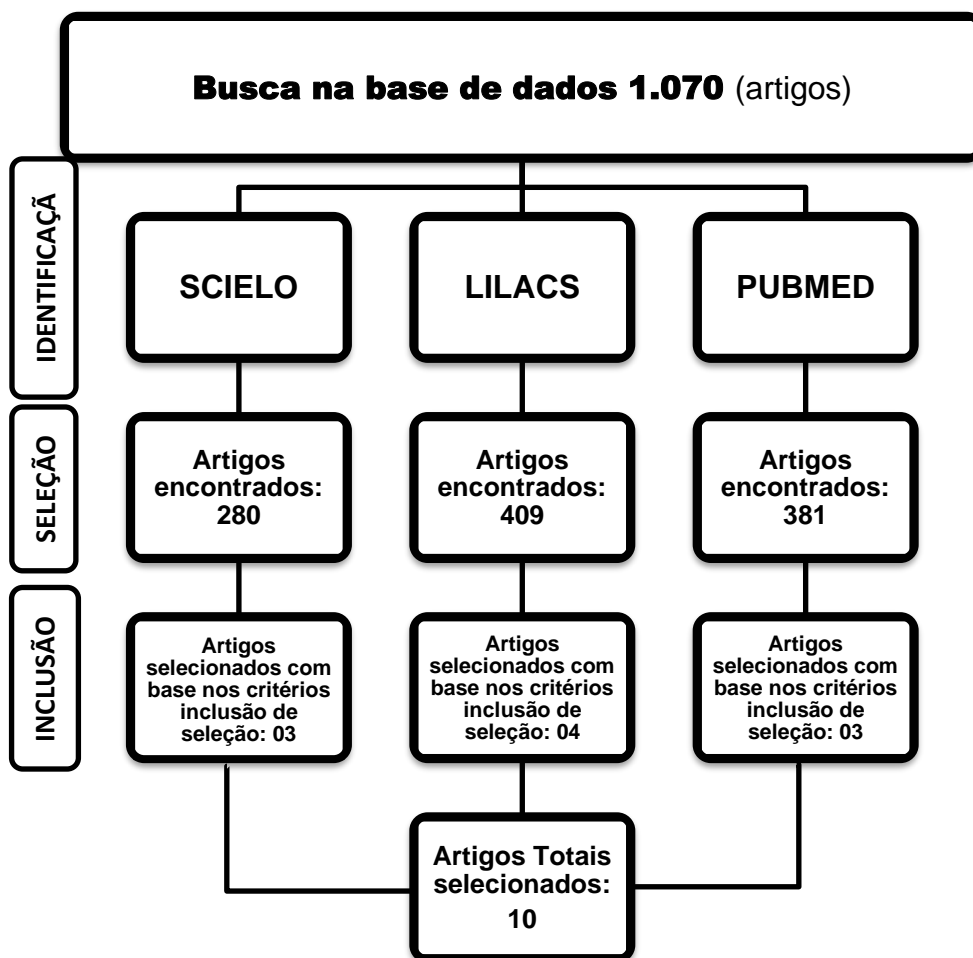 Busca na base de dados 1.070 (artigos)
IDENTIFICAÇÃ
SCIELO
LILACS
PUBMED
SELEÇÃO
Artigos
encontrados:
280
Artigos
encontrados:
409
Artigos
encontrados:
381
INCLUSÃO
Artigos
selecionados com
base nos critérios
inclusão de
seleção: 03
Artigos
selecionados com
base nos critérios
inclusão de
seleção: 04
Artigos
selecionados com
base nos critérios
inclusão de
seleção: 03
Artigos Totais
selecionados:
10